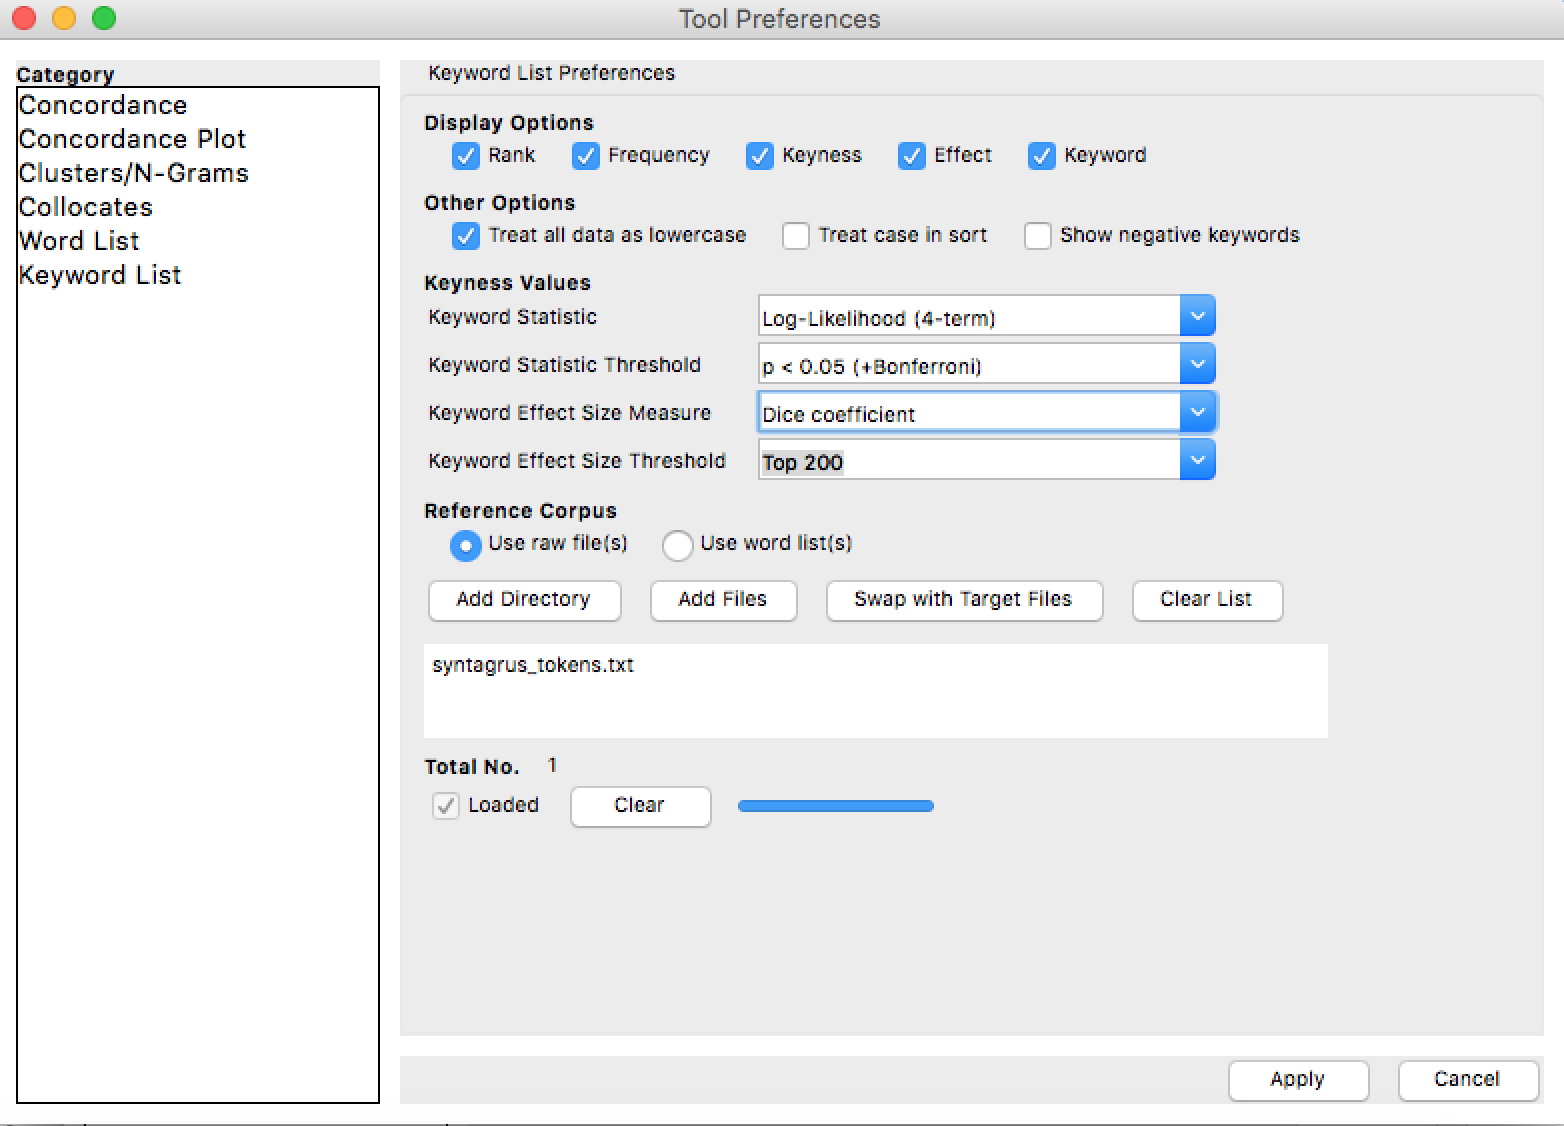 Tool Preferences
Category
Concordance
Concordance Plot
Clusters/N-Grams
Collocates
Word List
Keyword List
Keyword List Preferences
Display Options
Rank Frequency Keyness Effect Keyword
Other Options
Treat all data as lowercase Treat case in sort Show negative keywords
Keyness Values
Keyword Statistic Log-Likelihood (4-term)
Keyword Statistic Threshold p < 0.05 (+Bonferroni)
Keyword Effect Size Measure Dice coefficient
Keyword Effect Size Threshold Top 200
Reference Corpus
Use raw file(s) Use word list(s)
Add Directory Add Files Swap with Target Files Clear List
syntagrus_tokens.txt
Total No. 1
Loaded Clear
Apply Cancel